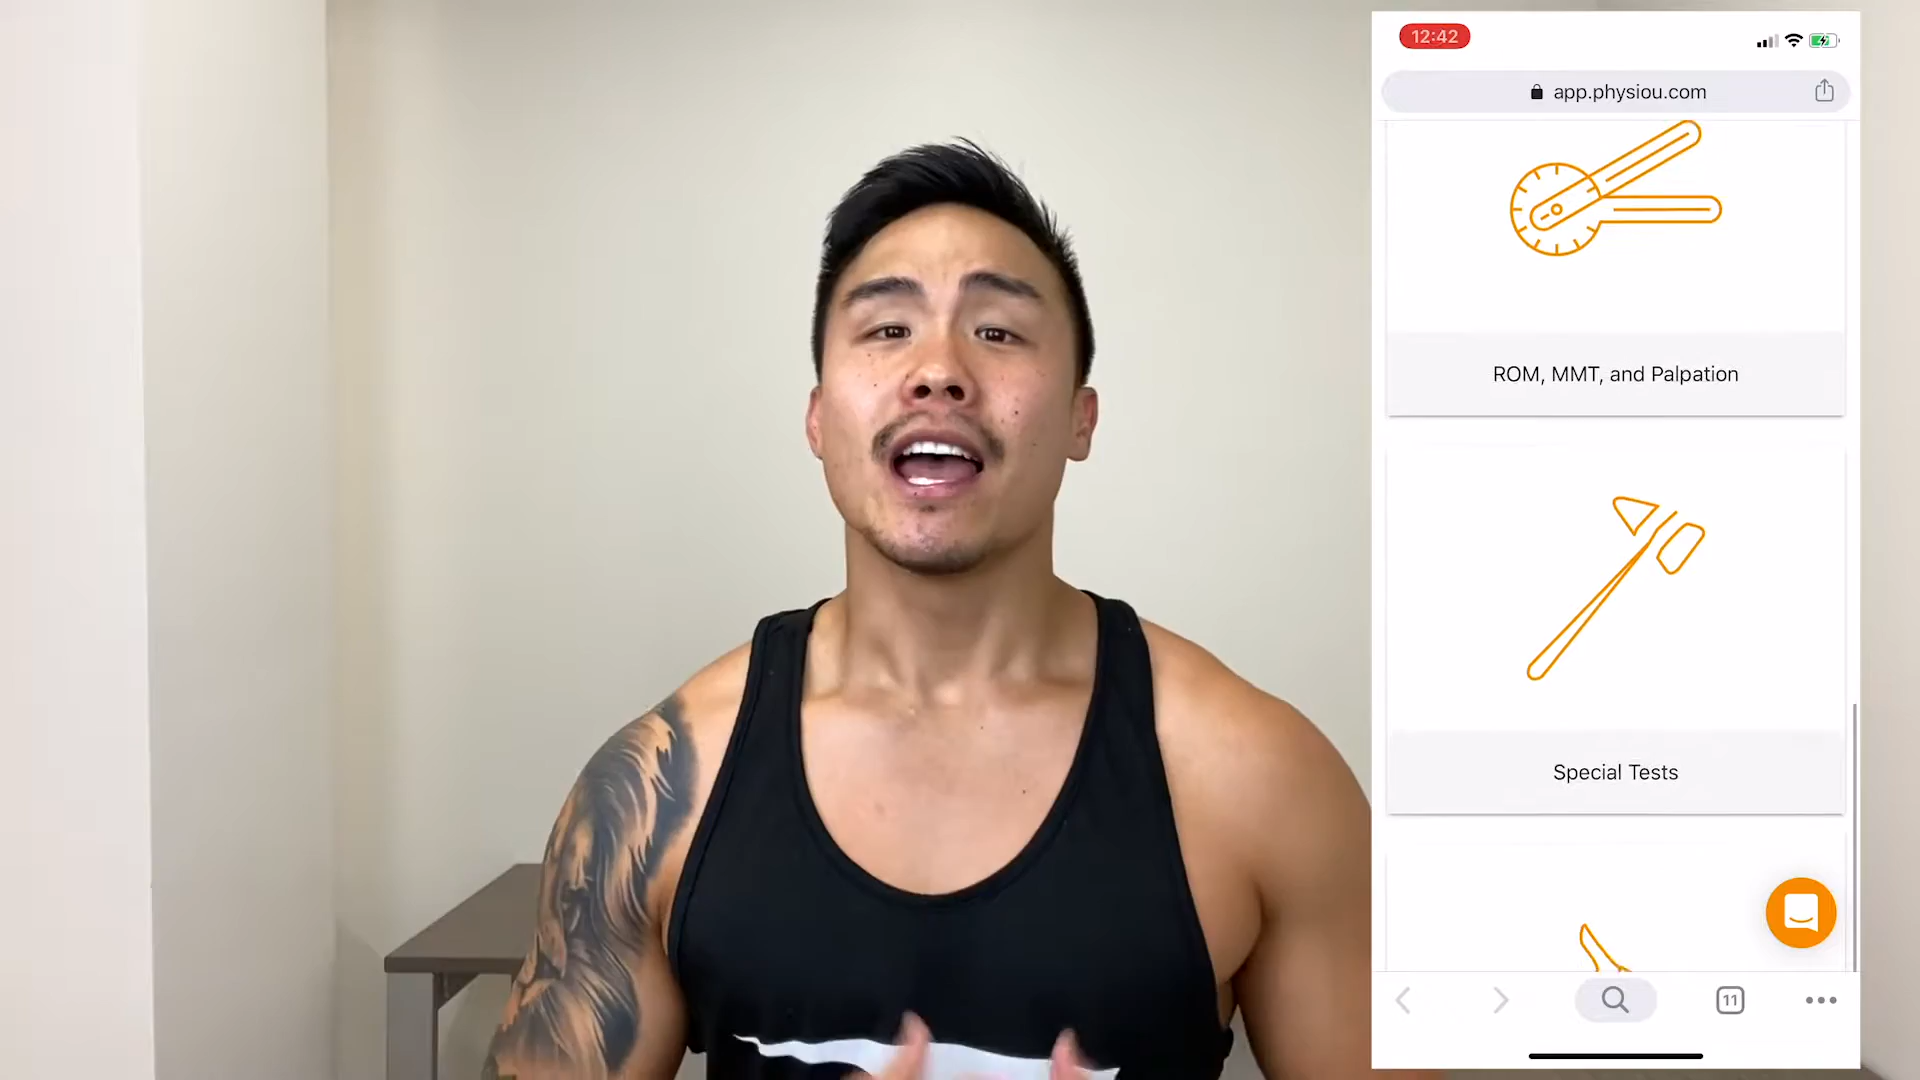 12:42
app.physiou.com
ROM, MMT, and Palpation
Special Tests
11